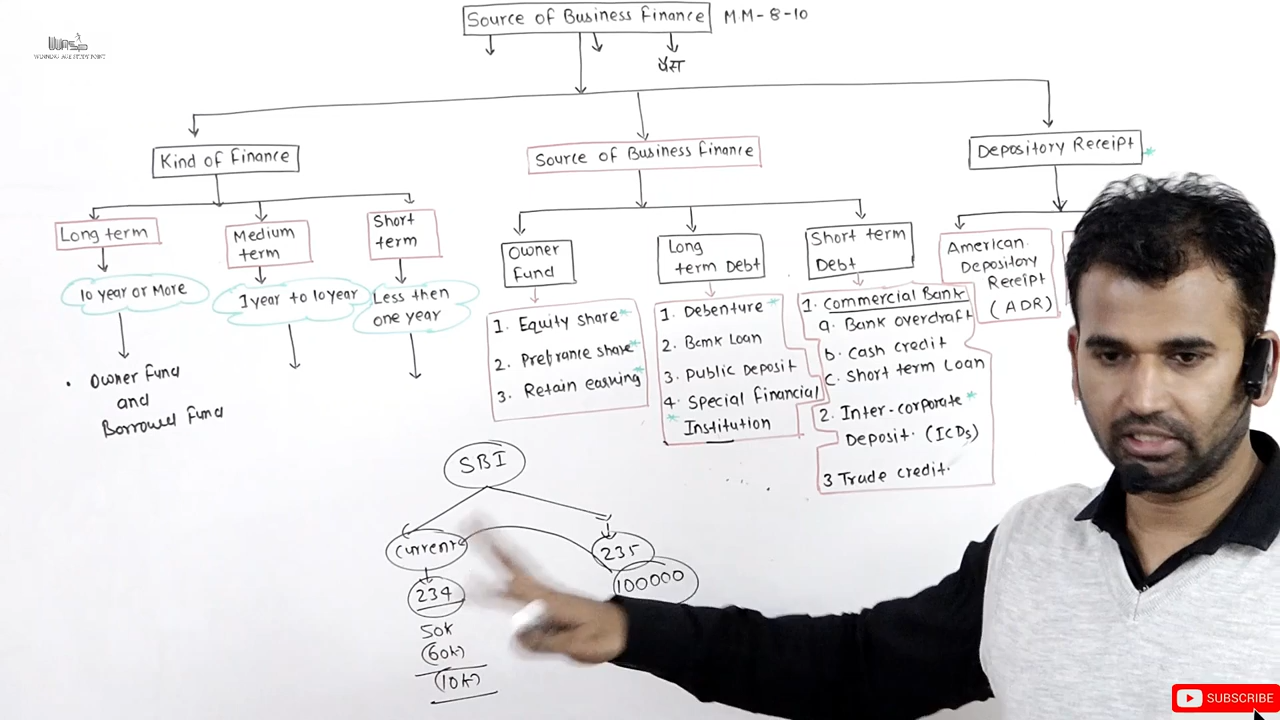 Source of Business Finance
MM-8-10
पैसा
WASP
WINNING AGE STUDY POINT
Kind of Finance
Source of Business Finance
Depository Receipt *
Long term
Medium
term
Short
term
Owner
Fund
Long
term Debt
Short term
Debt
American
Depository
Receipt
(ADR)
10 year or More
1 year to 10 year
Less then
one year
1. Equity share *
2. Prefrance share *
3. Retain earning *
1. Debenture *
2. Bank Loan
3. Public Deposit
4. Special Financial
* Institution
1. Commercial Bank
a. Bank overdraft
b. Cash credit
c. Short term Loan
2. Inter-corporate *
Deposit. (ICDs)
3 Trade credit.
• Owner Fund
and
Borrowed Fund
SBI
Current
234
50K
(60K)
(10K)
235
100000
SUBSCRIBE